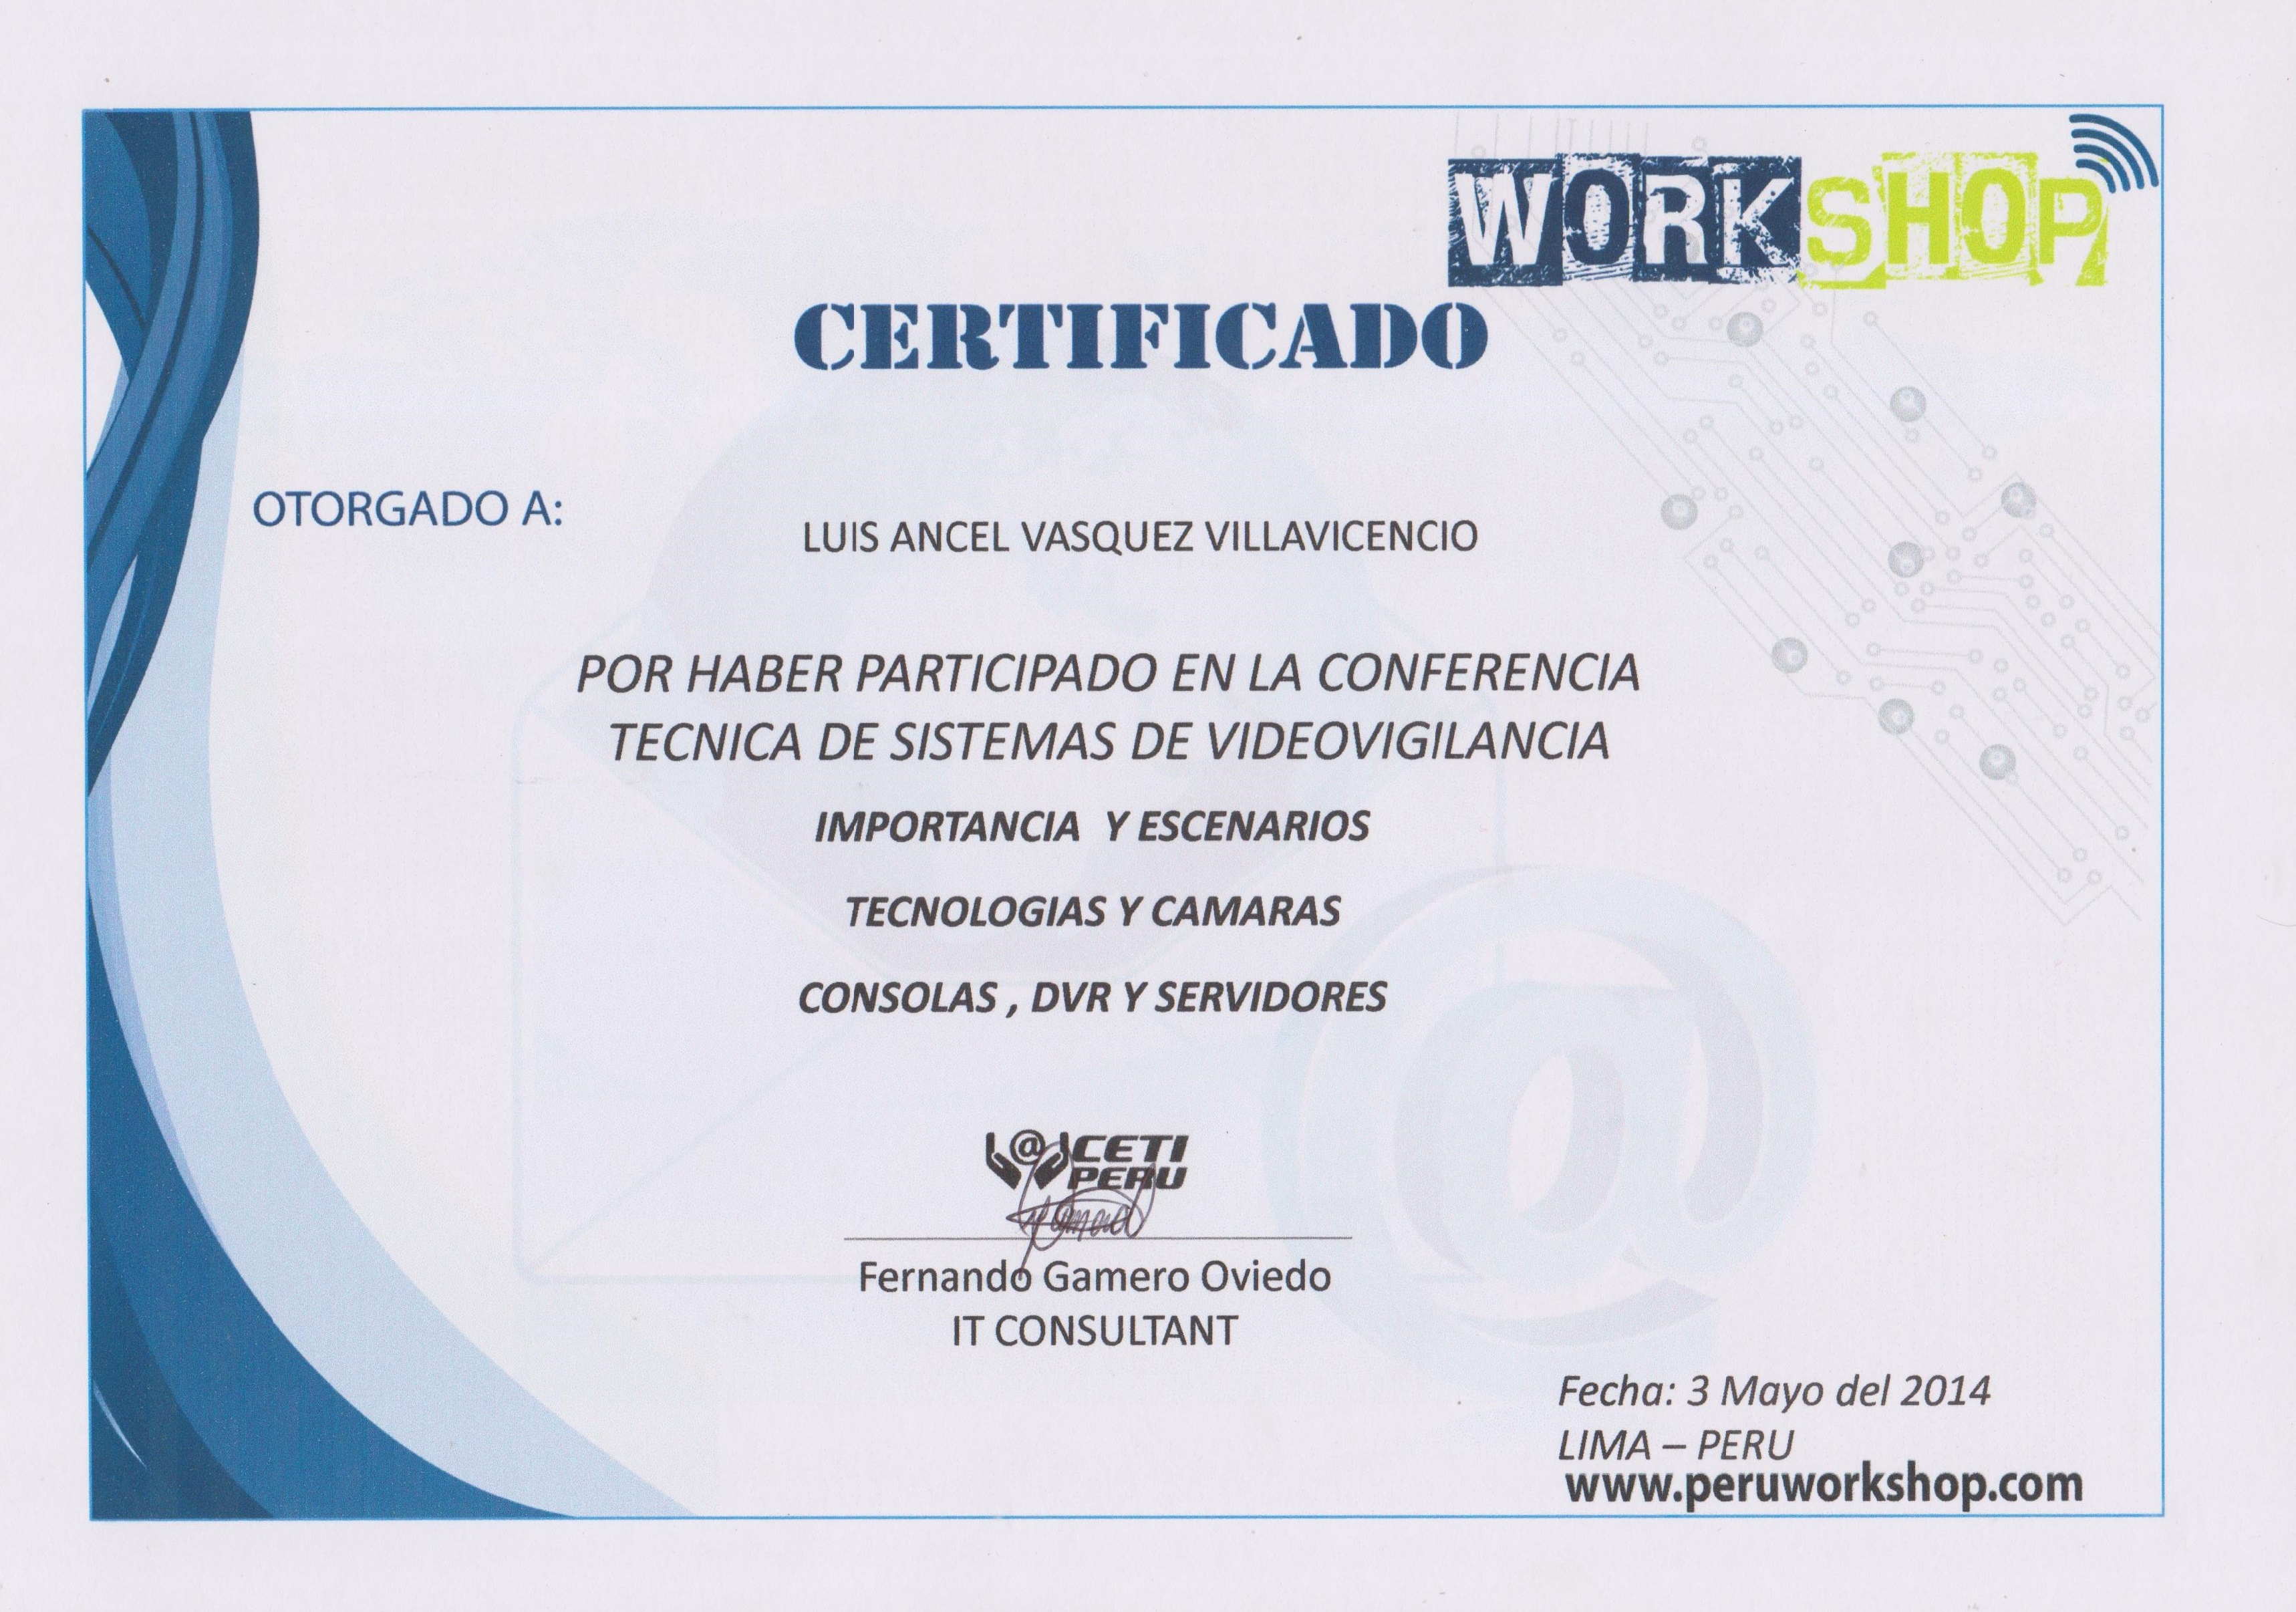 WORKSHOP
CERTIFICADO
OTORGADO A:
LUIS ANCEL VASQUEZ VILLAVICENCIO
POR HABER PARTICIPADO EN LA CONFERENCIA
TECNICA DE SISTEMAS DE VIDEOVIGILANCIA
IMPORTANCIA Y ESCENARIOS
TECNOLOGIAS Y CAMARAS
CONSOLAS , DVR Y SERVIDORES
@ CETI
PERU
Fernando Gamero Oviedo
IT CONSULTANT
Fecha: 3 Mayo del 2014
LIMA – PERU
www.peruworkshop.com